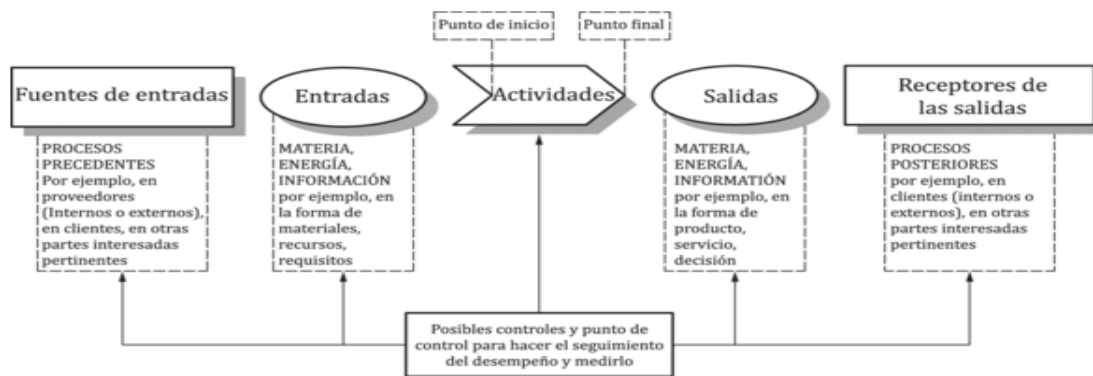 Punto de inicio
Punto final
Fuentes de entradas
Entradas
Actividades
Salidas
Receptores de
las salidas
PROCESOS
PRECEDENTES
Por ejemplo, en
proveedores
(Internos o externos),
en clientes, en otras
partes interesadas
pertinentes
MATERIA,
ENERGÍA,
INFORMACIÓN
por ejemplo, en
la forma de
materiales,
recursos,
requisitos
MATERIA,
ENERGÍA,
INFORMATIÓN
por ejemplo, en
la forma de
producto,
servicio,
decisión
PROCESOS
POSTERIORES
por ejemplo, en
clientes (internos o
externos), en otras
partes interesadas
pertinentes
Posibles controles y punto de
control para hacer el seguimiento
del desempeño y medirlo